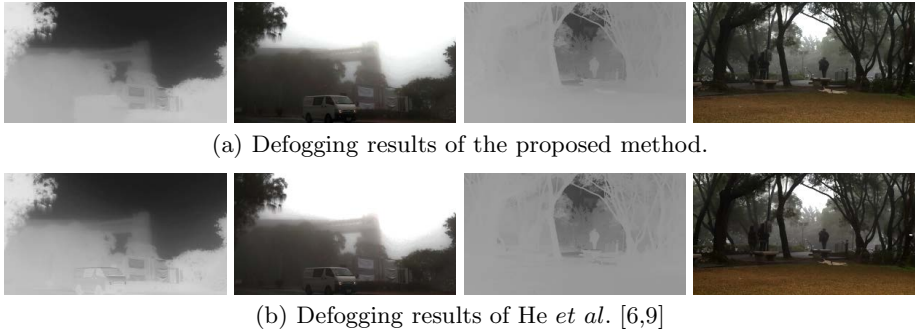 (a) Defogging results of the proposed method.
(b) Defogging results of He et al. [6,9]